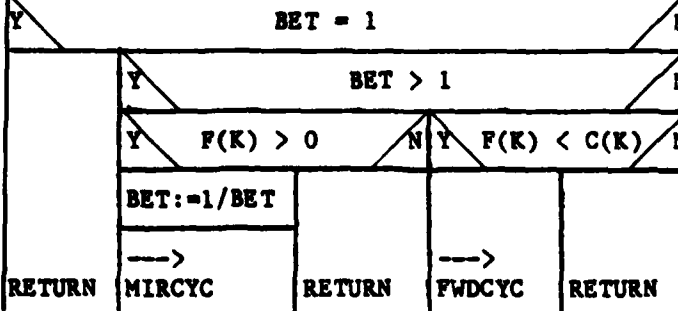 Y BET = 1
Y BET > 1
Y F(K) > 0 N Y F(K) < C(K)
BET:=1/BET
---> --->
RETURN MIRCYC RETURN FWDCYC RETURN